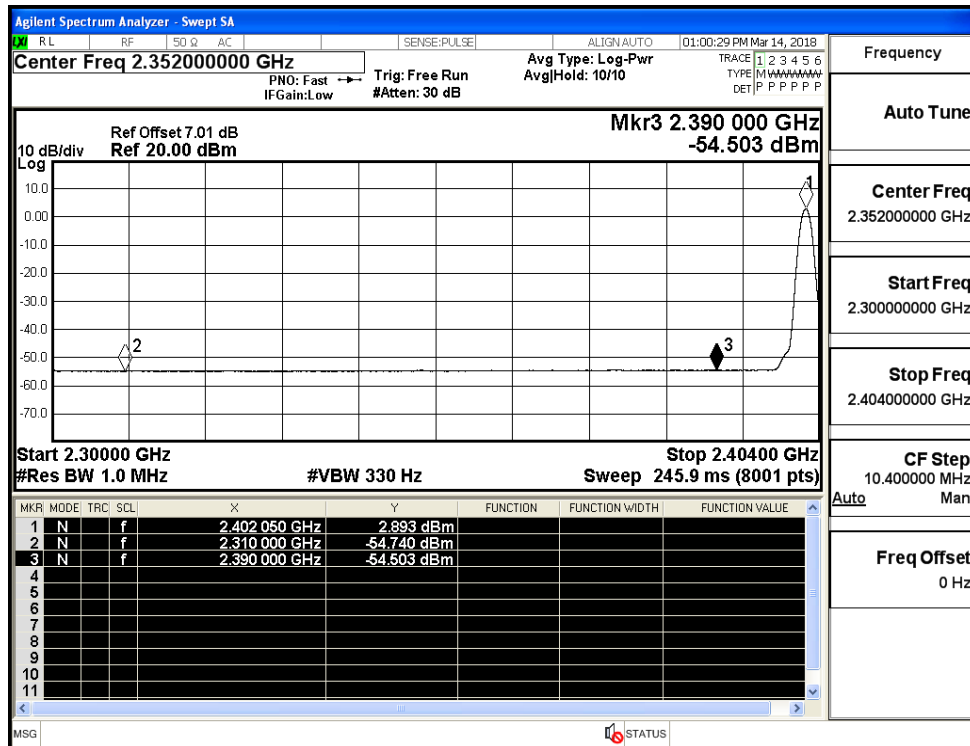 Agilent Spectrum Analyzer - Swept SA
LXI RL RF 50 Ω AC SENSE:PULSE ALIGN AUTO 01:00:29 PM Mar 14, 2018
Center Freq 2.352000000 GHz
PNO: Fast
IFGain:Low
Trig: Free Run
#Atten: 30 dB
Avg Type: Log-Pwr
Avg|Hold: 10/10
TRACE 1 2 3 4 5 6
TYPE M WWWWW
DET P P P P P P
Ref Offset 7.01 dB
10 dB/div Ref 20.00 dBm
Log
Mkr3 2.390 000 GHz
-54.503 dBm
10.0
0.00
-10.0
-20.0
-30.0
-40.0
-50.0
-60.0
-70.0
1
2
3
Start 2.30000 GHz Stop 2.40400 GHz
#Res BW 1.0 MHz #VBW 330 Hz Sweep 245.9 ms (8001 pts)
MKR MODE TRC SCL X Y FUNCTION FUNCTION WIDTH FUNCTION VALUE
1 N f 2.402 050 GHz 2.893 dBm
2 N f 2.310 000 GHz -54.740 dBm
3 N f 2.390 000 GHz -54.503 dBm
4
5
6
7
8
9
10
11
MSG STATUS
Frequency
Auto Tune
Center Freq
2.352000000 GHz
Start Freq
2.300000000 GHz
Stop Freq
2.404000000 GHz
CF Step
10.400000 MHz
Auto Man
Freq Offset
0 Hz